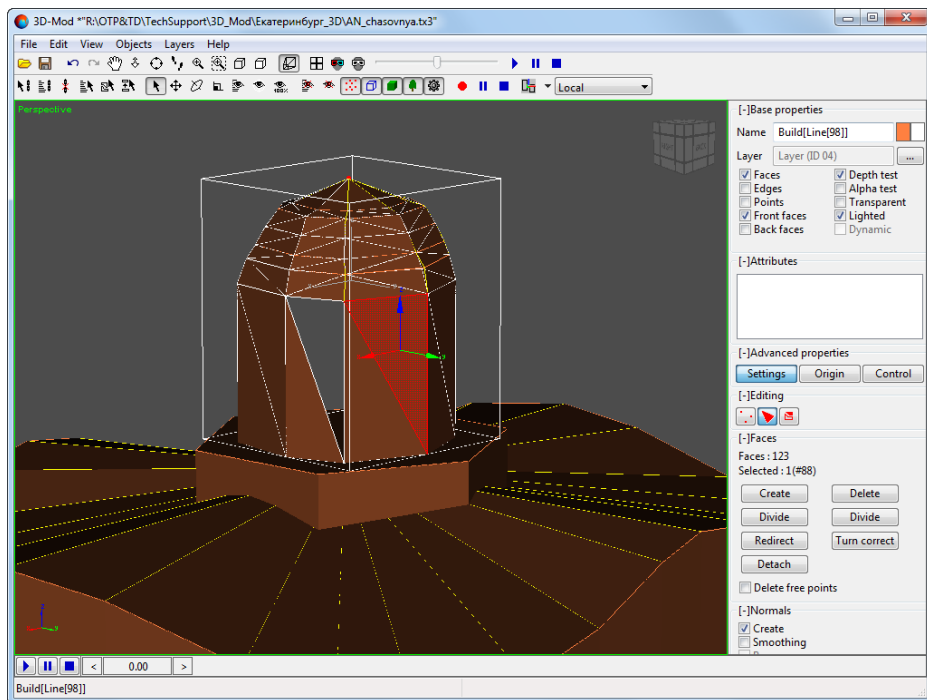 3D-Mod *"R:\OTP&TD\TechSupport\3D_Mod\Екатеринбург_3D\AN_chasovnya.tx3"
File Edit View Objects Layers Help
Local
Perspective
[-]Base properties
Name Build[Line[98]]
Layer Layer (ID 04) ...
Faces Depth test
Edges Alpha test
Points Transparent
Front faces Lighted
Back faces Dynamic
[-]Attributes
[-]Advanced properties
Settings Origin Control
[-]Editing
[-]Faces
Faces : 123
Selected : 1(#88)
Create Delete
Divide Divide
Redirect Turn correct
Detach
Delete free points
[-]Normals
Create
Smoothing
< 0.00 >
Build[Line[98]]